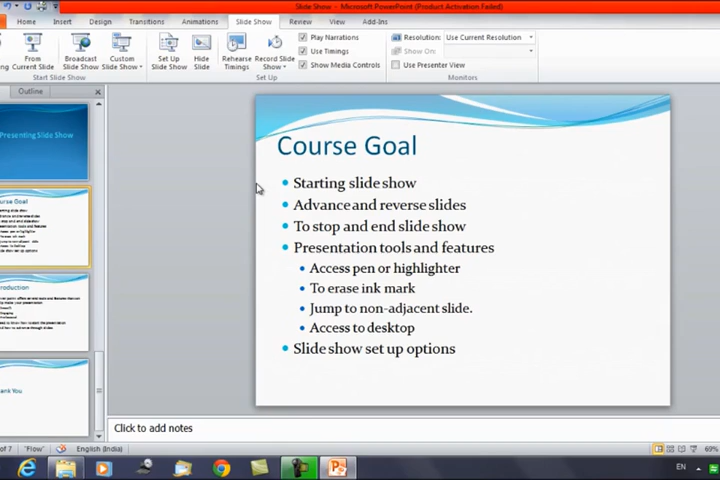 Slide Show - Microsoft PowerPoint (Product Activation Failed)
Home Insert Design Transitions Animations Slide Show Review View Add-Ins
From Current Slide
Broadcast Slide Show
Custom Slide Show
Set Up Slide Show
Hide Slide
Rehearse Timings
Record Slide Show
Play Narrations
Use Timings
Show Media Controls
Resolution: Use Current Resolution
Show On:
Use Presenter View
Start Slide Show
Set Up
Monitors
Outline
Presenting Slide Show
Course Goal
Starting slide show
Advance and reverse slides
To stop and end slide show
Presentation tools and features
Access pen or highlighter
To erase ink mark
Jump to non-adjacent slide.
Access to desktop
Slide show set up options
Click to add notes
of 7 "Flow" English (India) 69%
EN